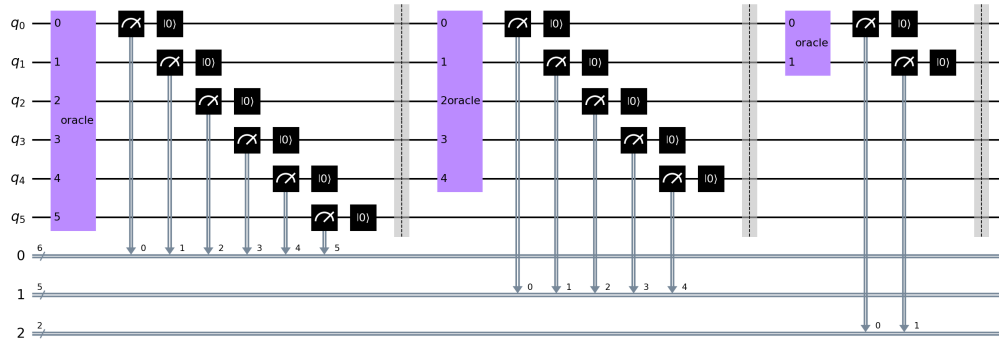 q0 0 |0⟩ 0 |0⟩ 0 |0⟩
q1 1 |0⟩ 1 |0⟩ oracle 1 |0⟩
q2 2 |0⟩ 2oracle |0⟩
oracle
q3 3 |0⟩ 3 |0⟩
q4 4 |0⟩ 4 |0⟩
q5 5 |0⟩
0 6 0 1 2 3 4 5
1 5 0 1 2 3 4
2 2 0 1